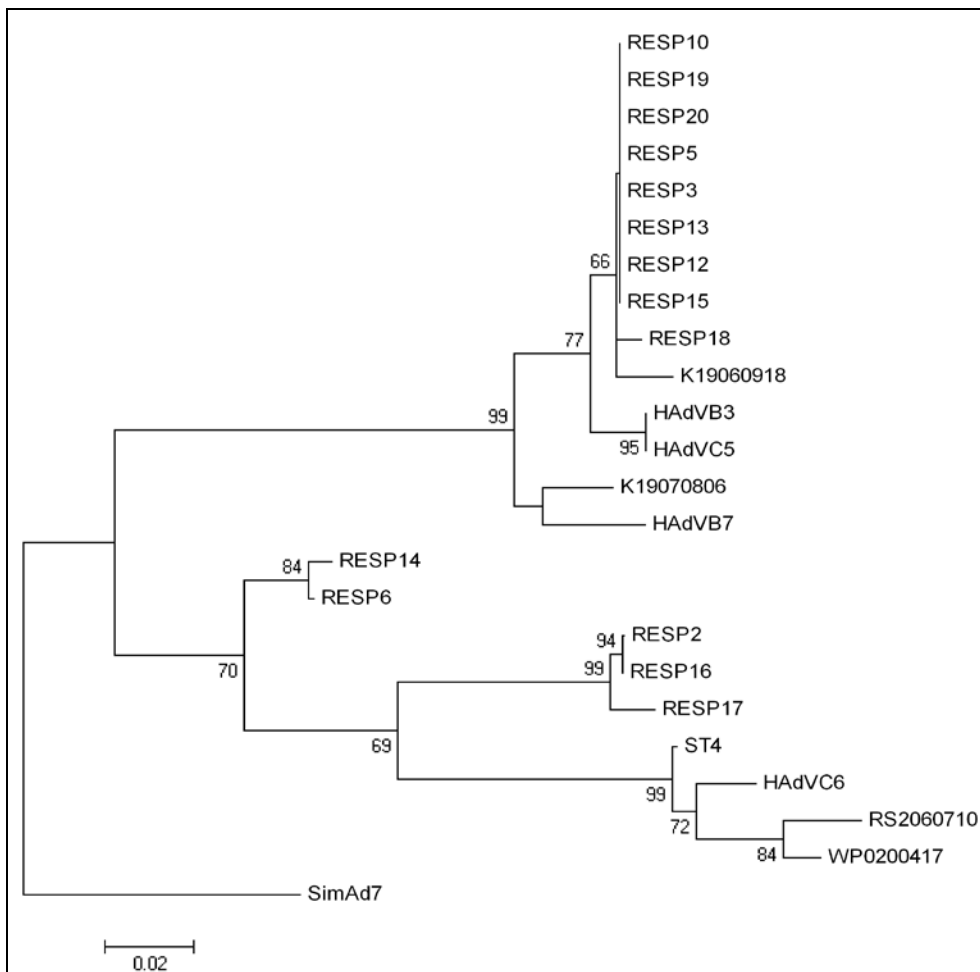 RESP10
RESP19
RESP20
RESP5
RESP3
RESP13
66
RESP12
RESP15
77
RESP18
K19060918
99
HAdVB3
95
HAdVC5
K19070806
HAdVB7
84
RESP14
RESP6
94
RESP2
70
99
RESP16
RESP17
69
ST4
99
HAdVC6
72
RS2060710
84
WP0200417
SimAd7
0.02